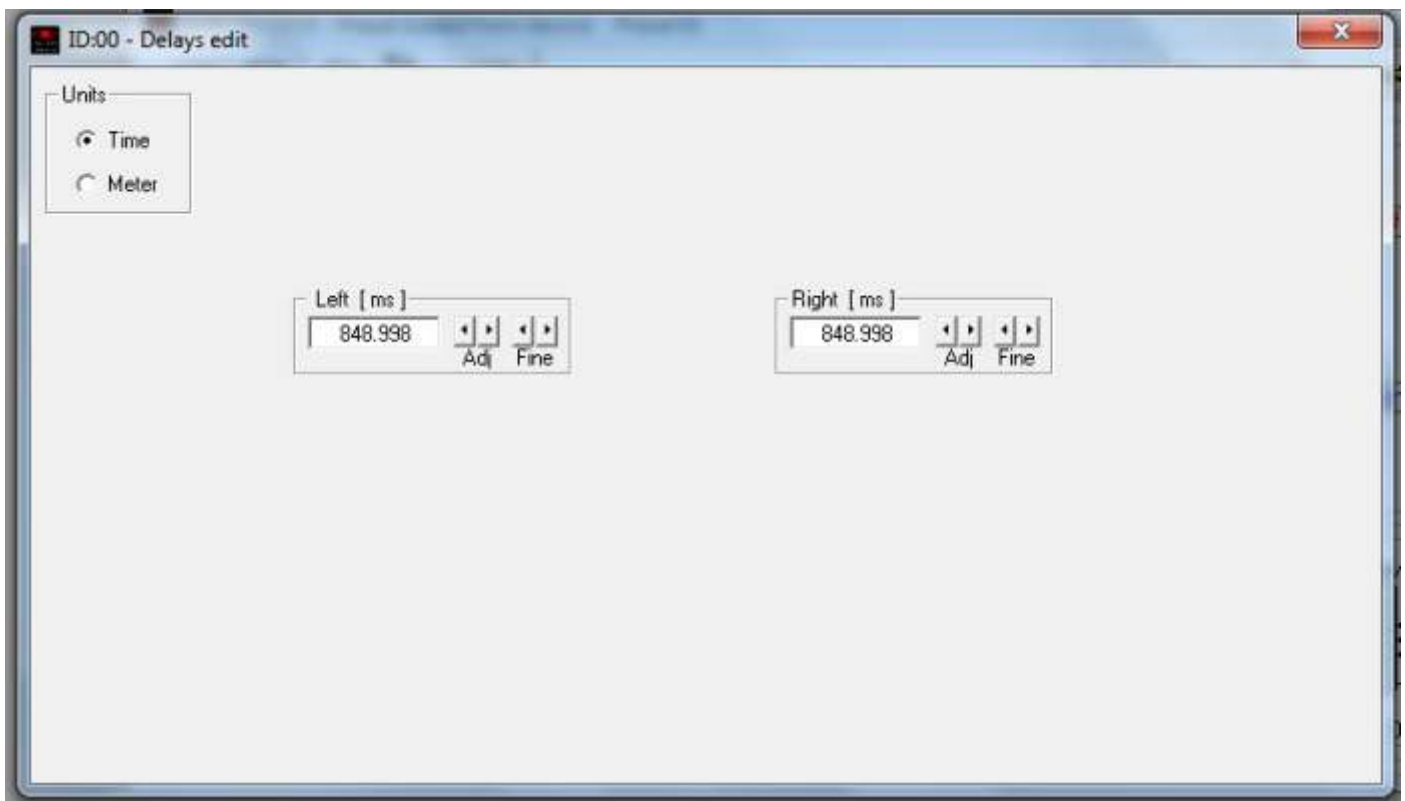 ID:00 - Delays edit
Units
Time
Meter
Left [ ms ]
848.998
Adj Fine
Right [ ms ]
848.998
Adj Fine